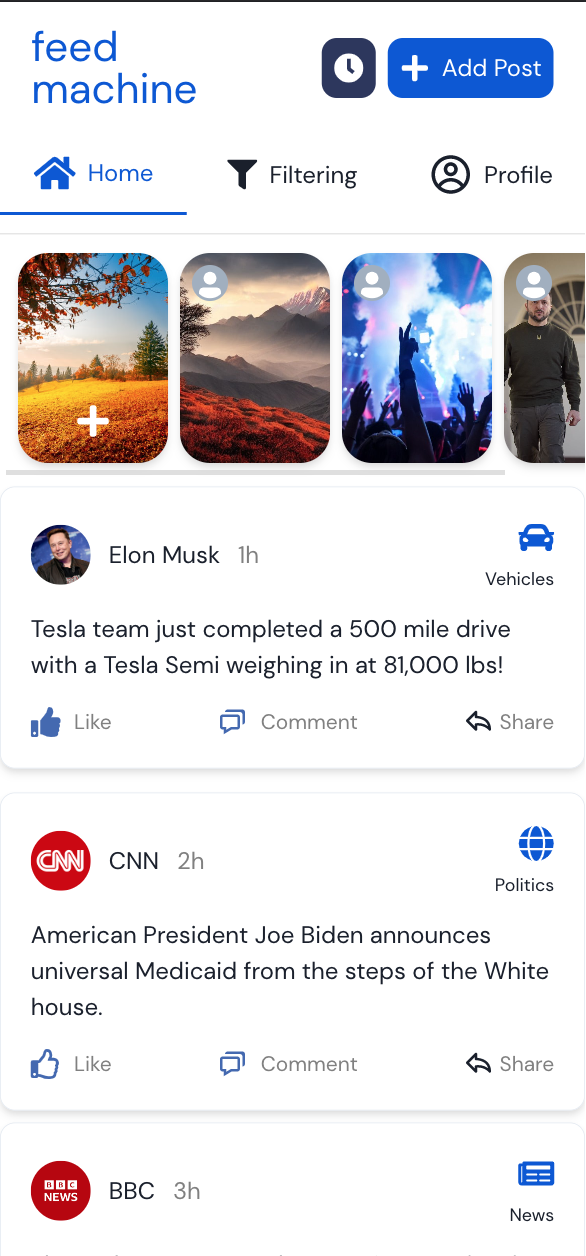 feed
machine
Add Post
Home
Filtering
Profile
Elon Musk 1h
Vehicles
Tesla team just completed a 500 mile drive
with a Tesla Semi weighing in at 81,000 lbs!
Like Comment Share
CNN
CNN 2h
Politics
American President Joe Biden announces
universal Medicaid from the steps of the White
house.
Like Comment Share
BBC
NEWS
BBC 3h
News